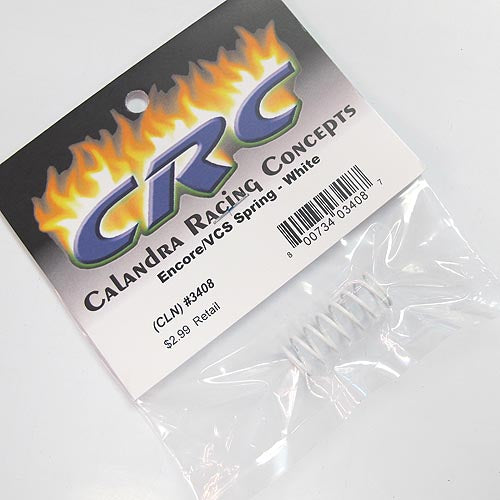 CRC
Calandra Racing Concepts
Encore/VCS Spring - White
(CLN) #3408
$2.99 Retail
8 00734 03408 7